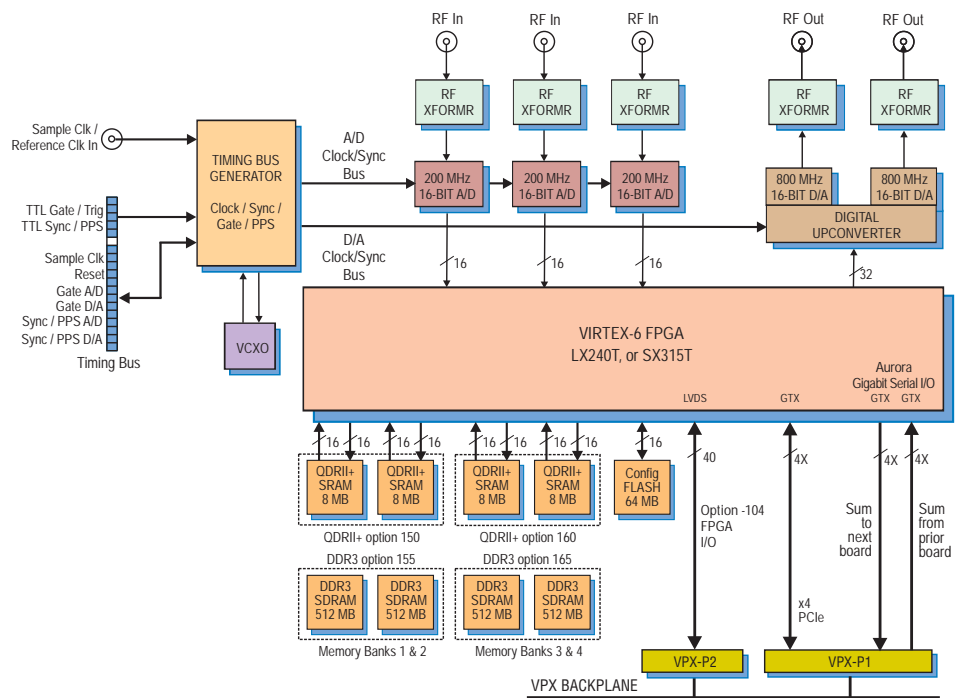 RF In
RF In
RF In
RF Out
RF Out
RF
XFORMR
RF
XFORMR
RF
XFORMR
RF
XFORMR
RF
XFORMR
Sample Clk /
Reference Clk In
TIMING BUS
GENERATOR
Clock / Sync /
Gate / PPS
A/D
Clock/Sync
Bus
200 MHz
16-BIT A/D
200 MHz
16-BIT A/D
200 MHz
16-BIT A/D
800 MHz
16-BIT D/A
800 MHz
16-BIT D/A
DIGITAL
UPCONVERTER
TTL Gate / Trig
TTL Sync / PPS
Sample Clk
Reset
Gate A/D
Gate D/A
Sync / PPS A/D
Sync / PPS D/A
Timing Bus
D/A
Clock/Sync
Bus
16
16
16
32
VCXO
VIRTEX-6 FPGA
LX240T, or SX315T
LVDS
GTX
Aurora
Gigabit Serial I/O
GTX
GTX
16
16
16
16
16
16
16
16
16
40
4X
4X
4X
QDRII+
SRAM
8 MB
QDRII+
SRAM
8 MB
QDRII+
SRAM
8 MB
QDRII+
SRAM
8 MB
Config
FLASH
64 MB
QDRII+ option 150
QDRII+ option 160
Option -104
FPGA
I/O
Sum
to
next
board
Sum
from
prior
board
DDR3 option 155
DDR3 option 165
DDR3
SDRAM
512 MB
DDR3
SDRAM
512 MB
DDR3
SDRAM
512 MB
DDR3
SDRAM
512 MB
Memory Banks 1 & 2
Memory Banks 3 & 4
x4
PCIe
VPX-P2
VPX-P1
VPX BACKPLANE